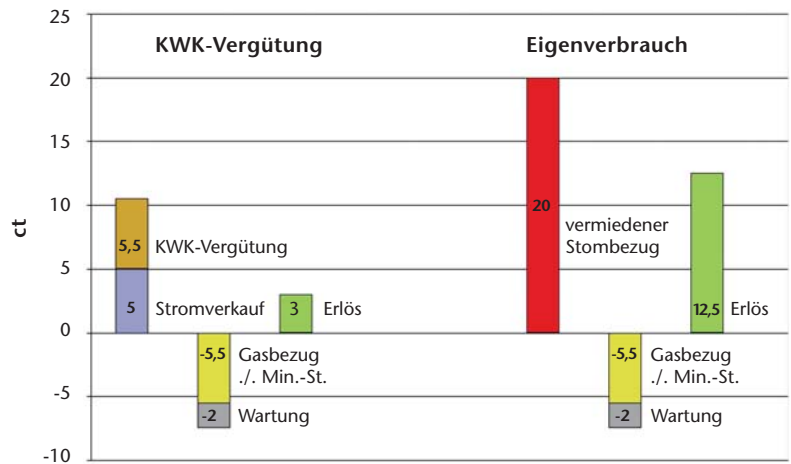 KWK-Vergütung
Eigenverbrauch
ct
25
20
15
10
5
0
-5
-10
5,5
KWK-Vergütung
5
Stromverkauf
-5,5
Gasbezug
./. Min.-St.
-2
Wartung
3
Erlös
20
vermiedener
Stombezug
-5,5
Gasbezug
./. Min.-St.
-2
Wartung
12,5
Erlös